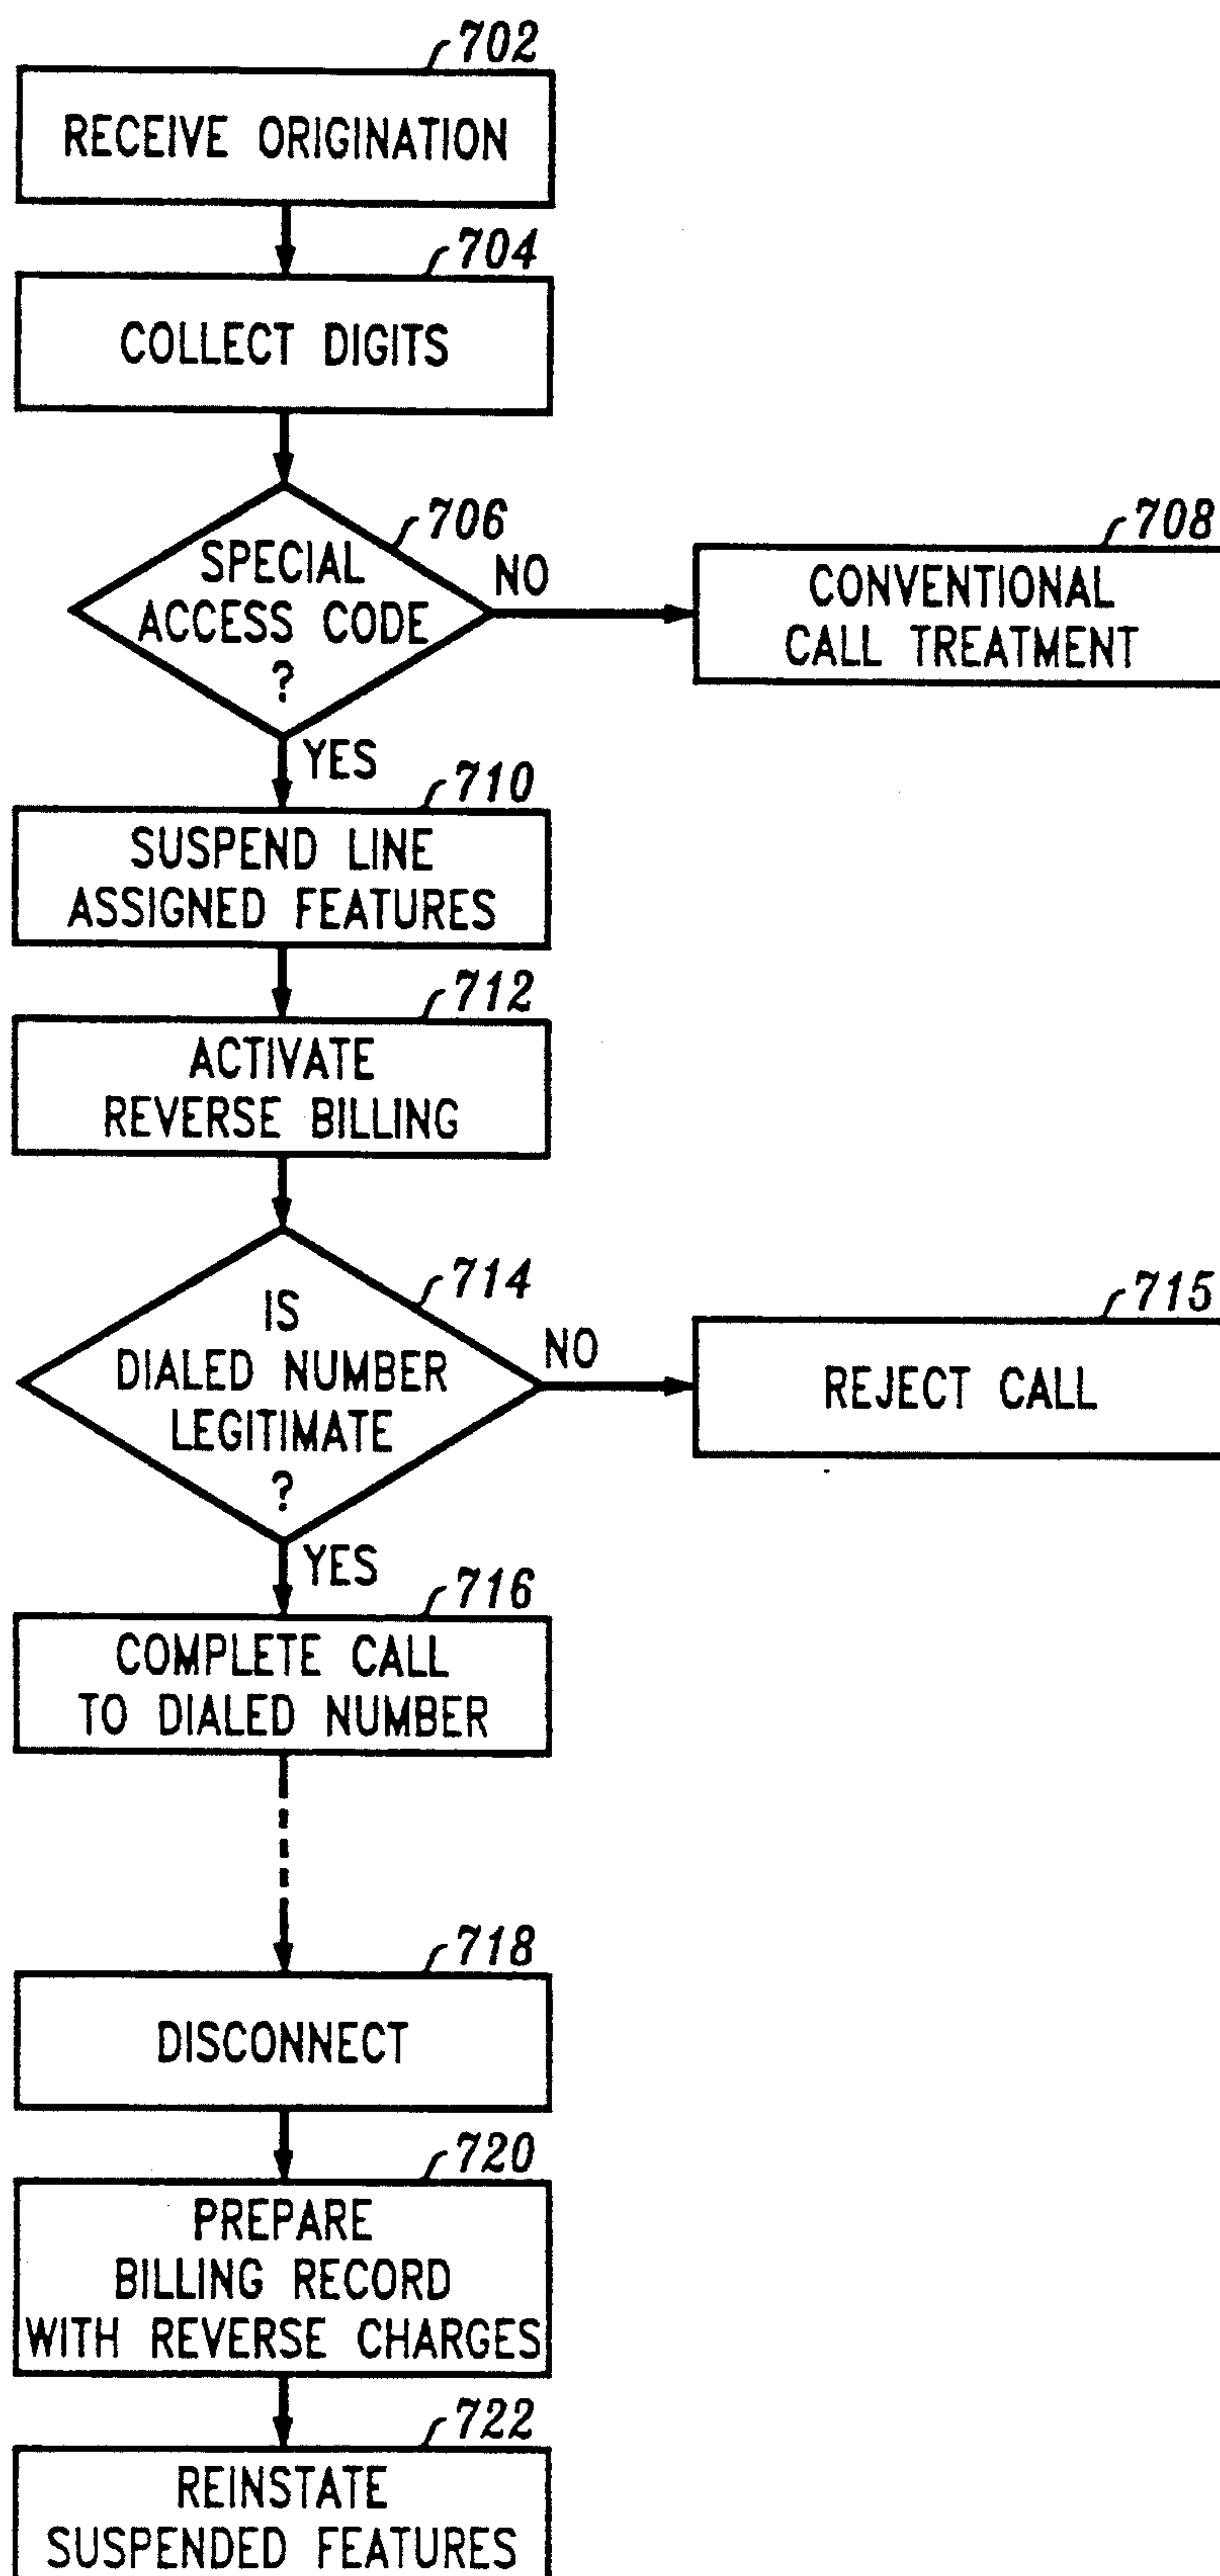 702
RECEIVE ORIGINATION
704
COLLECT DIGITS
706
SPECIAL
ACCESS CODE
?
NO
708
CONVENTIONAL
CALL TREATMENT
YES
710
SUSPEND LINE
ASSIGNED FEATURES
712
ACTIVATE
REVERSE BILLING
714
IS
DIALED NUMBER
LEGITIMATE
?
NO
715
REJECT CALL
YES
716
COMPLETE CALL
TO DIALED NUMBER
718
DISCONNECT
720
PREPARE
BILLING RECORD
WITH REVERSE CHARGES
722
REINSTATE
SUSPENDED FEATURES